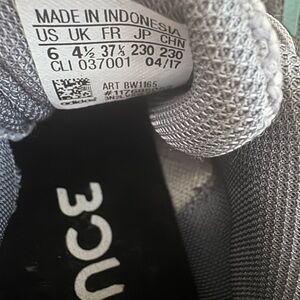 MADE IN INDONESIA
US UK FR JP CHN
6 4½ 37⅓ 230 230
CLI 037001 04/17
ART BW1165
adidas